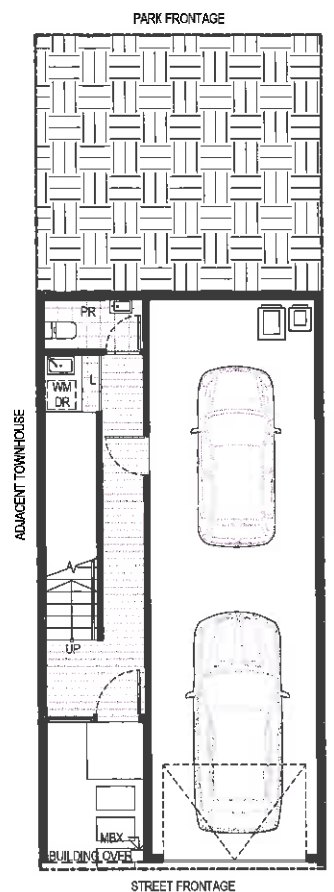 PARK FRONTAGE
PR
L
WM
DR
ADJACENT TOWNHOUSE
UP
MBX
BUILDING OVER
STREET FRONTAGE